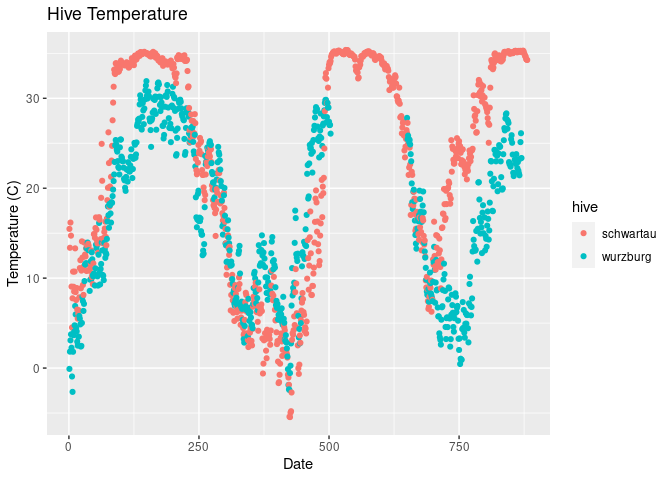 Hive Temperature
Temperature (C)
30
20
10
0
0
250
500
750
Date
hive
schwartau
wurzburg